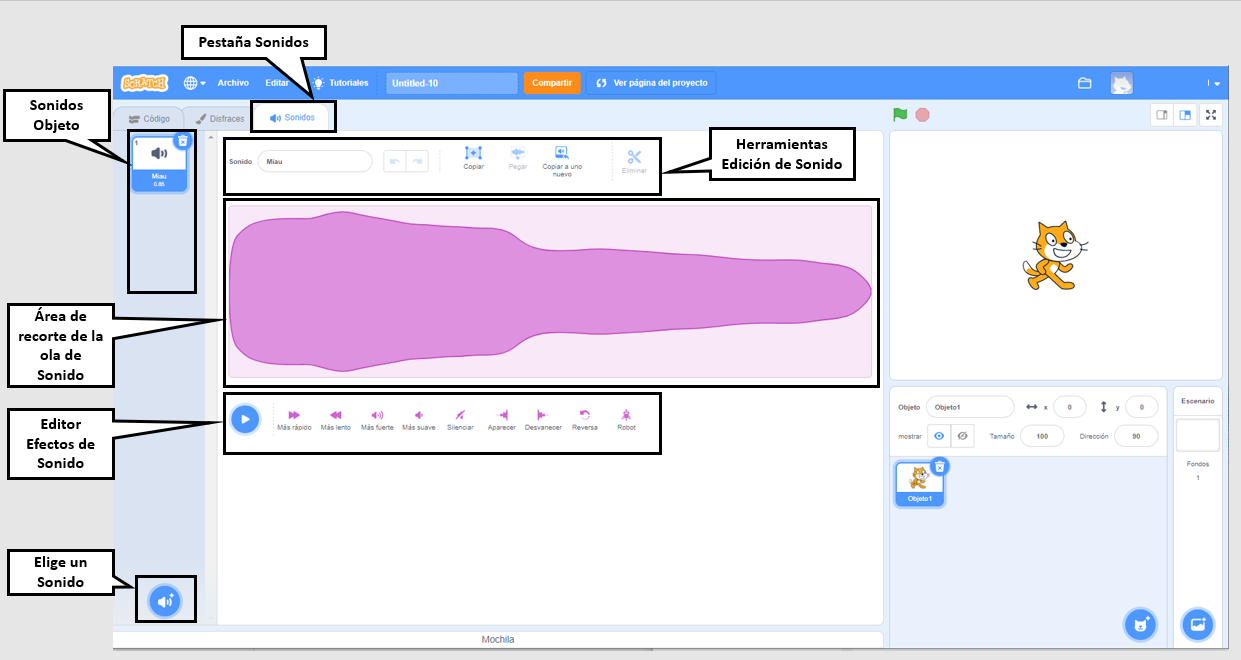 Pestaña Sonidos
SCRATCH
Archivo
Editar
Tutoriales
Untitled-10
Compartir
Ver página del proyecto
Sonidos
Objeto
Código
Disfraces
Sonidos
1
Miau
0.85
Sonido
Miau
Copiar
Pegar
Copiar a uno
nuevo
Eliminar
Herramientas
Edición de Sonido
Área de
recorte de la
ola de
Sonido
Editor
Efectos de
Sonido
Más rápido
Más lento
Más fuerte
Más suave
Silenciar
Aparecer
Desvanecer
Reversa
Robot
Elige un
Sonido
Objeto
Objeto1
x
0
y
0
mostrar
Tamaño
100
Dirección
90
Objeto1
Escenario
Fondos
1
Mochila